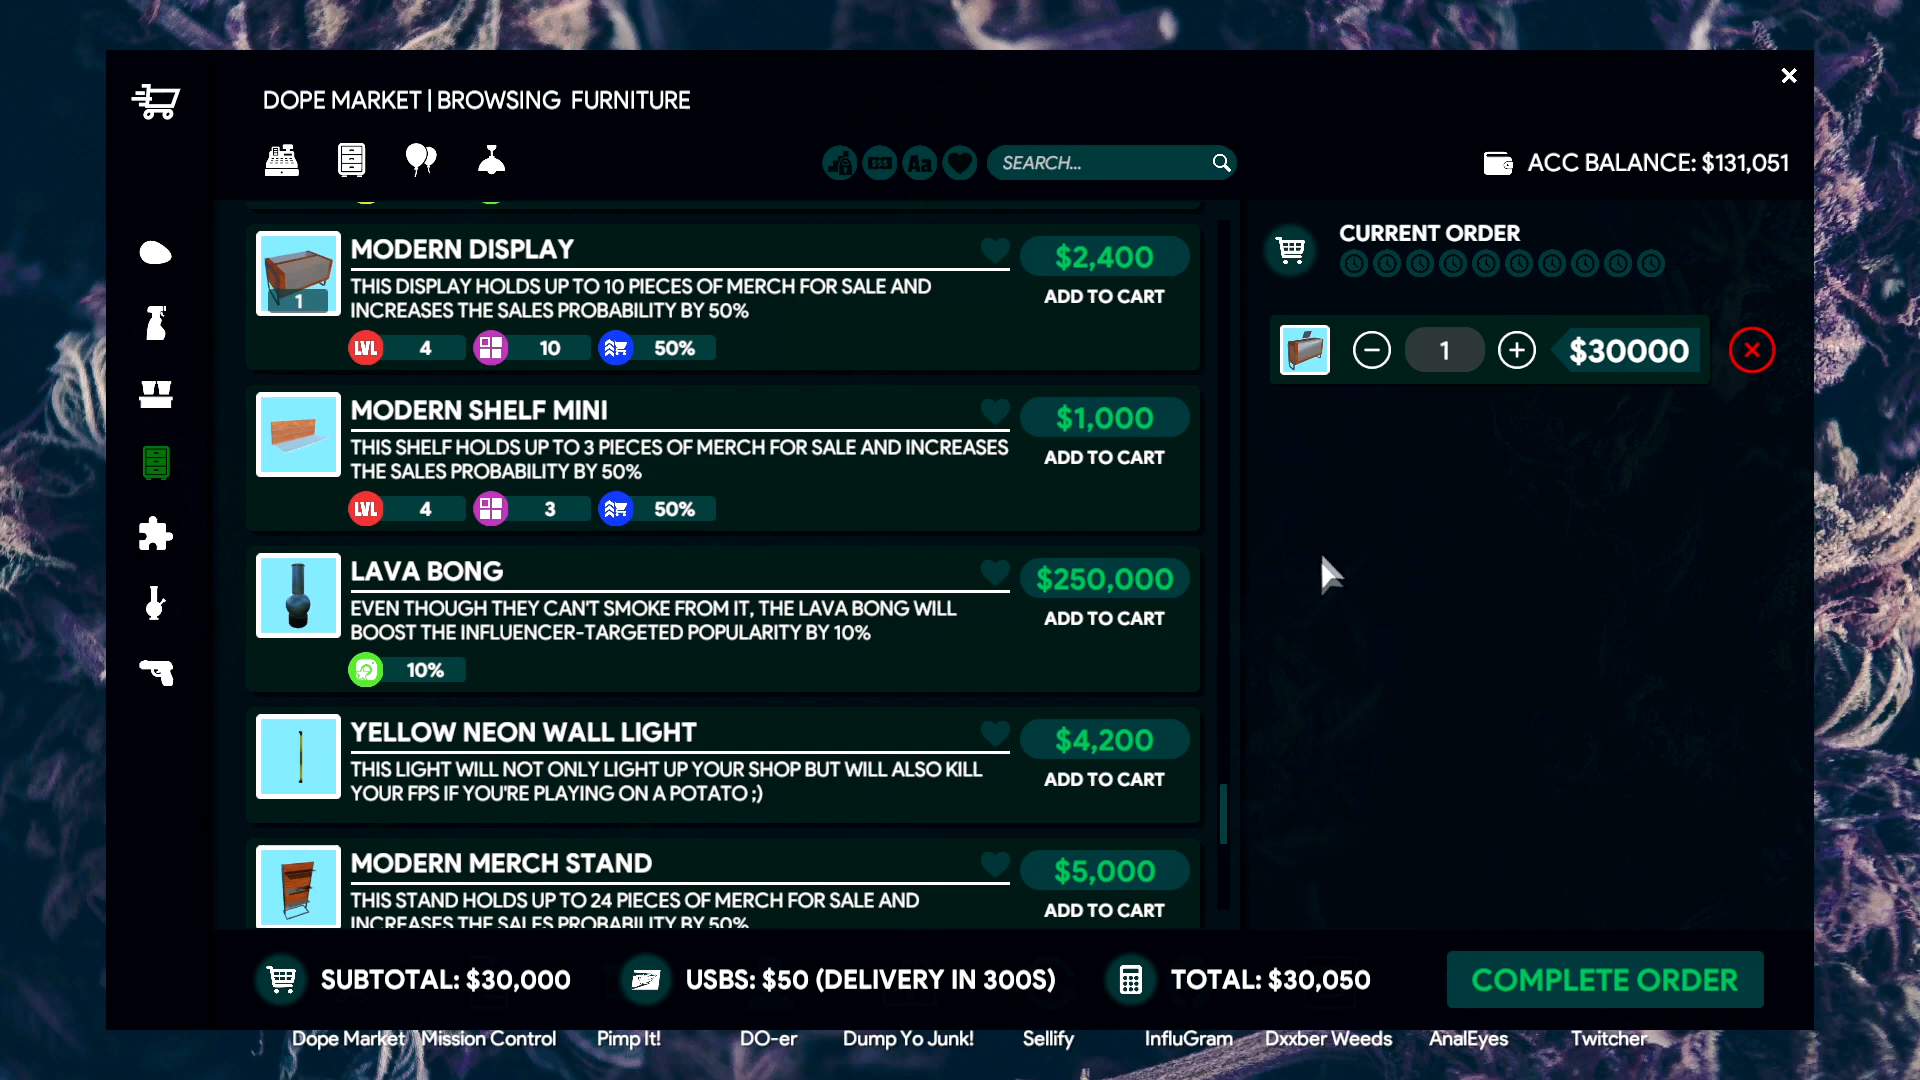 DOPE MARKET | BROWSING FURNITURE
$$$
Aa
SEARCH...
ACC BALANCE: $131,051
MODERN DISPLAY
$2,400
1
THIS DISPLAY HOLDS UP TO 10 PIECES OF MERCH FOR SALE AND
INCREASES THE SALES PROBABILITY BY 50%
ADD TO CART
LVL 4 10 50%
MODERN SHELF MINI
$1,000
THIS SHELF HOLDS UP TO 3 PIECES OF MERCH FOR SALE AND INCREASES
THE SALES PROBABILITY BY 50%
ADD TO CART
LVL 4 3 50%
LAVA BONG
$250,000
EVEN THOUGH THEY CAN'T SMOKE FROM IT, THE LAVA BONG WILL
BOOST THE INFLUENCER-TARGETED POPULARITY BY 10%
ADD TO CART
10%
YELLOW NEON WALL LIGHT
$4,200
THIS LIGHT WILL NOT ONLY LIGHT UP YOUR SHOP BUT WILL ALSO KILL
YOUR FPS IF YOU'RE PLAYING ON A POTATO ;)
ADD TO CART
MODERN MERCH STAND
$5,000
THIS STAND HOLDS UP TO 24 PIECES OF MERCH FOR SALE AND
INCREASES THE SALES PROBABILITY BY 50%
ADD TO CART
CURRENT ORDER
1 $30000
SUBTOTAL: $30,000
USBS: $50 (DELIVERY IN 300S)
TOTAL: $30,050
COMPLETE ORDER
Dope Market Mission Control Pimp It! DO-er Dump Yo Junk! Sellify InfluGram Dxxber Weeds AnalEyes Twitcher